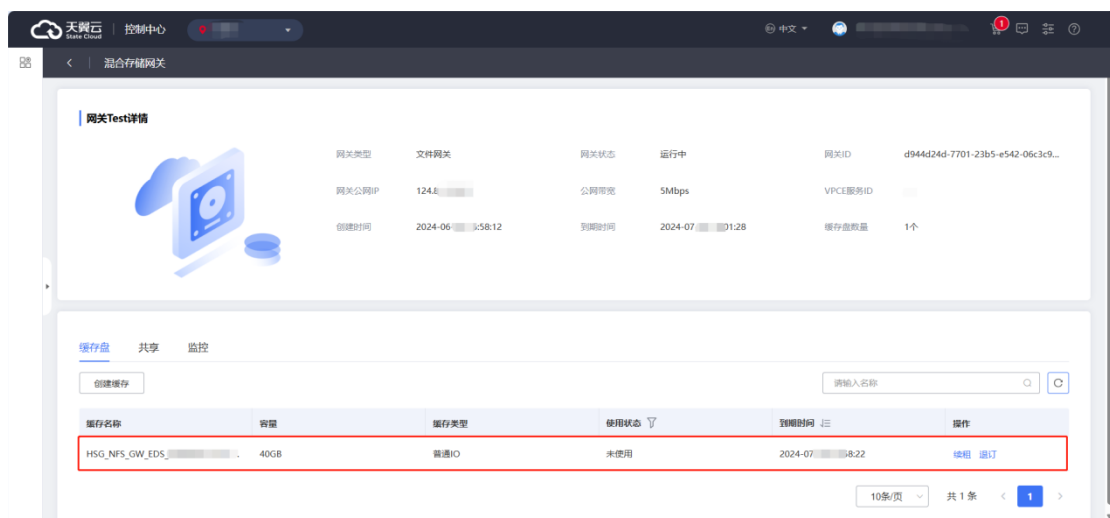 天翼云 控制中心 中文 1
State Cloud
混合存储网关
网关Test详情
网关类型 文件网关 网关状态 运行中 网关ID d944d24d-7701-23b5-e542-06c3c9...
网关公网IP 124.8 公网带宽 5Mbps VPCE服务ID
创建时间 2024-06 :58:12 到期时间 2024-07 01:28 缓存盘数量 1个
缓存盘 共享 监控
创建缓存 请输入名称
缓存名称 容量 缓存类型 使用状态 到期时间 操作
HSG_NFS_GW_EDS_ . 40GB 普通IO 未使用 2024-07 8:22 续租 退订
10条/页 共 1 条 1